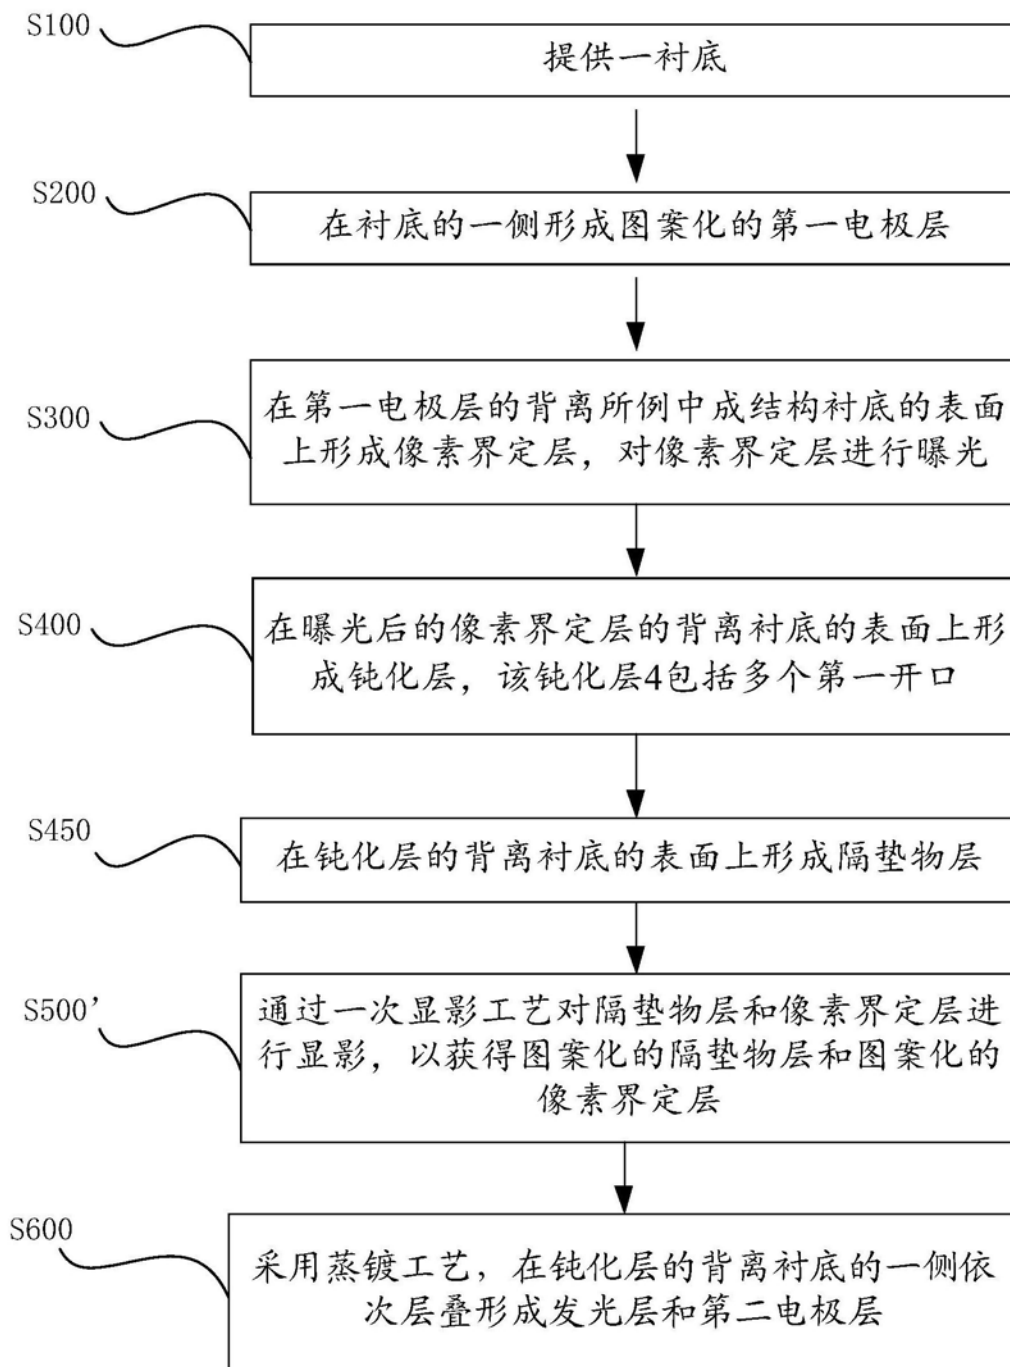 S100
提供一衬底
S200
在衬底的一侧形成图案化的第一电极层
S300
在第一电极层的背离所例中成结构衬底的表面
上形成像素界定层，对像素界定层进行曝光
S400
在曝光后的像素界定层的背离衬底的表面上形
成钝化层，该钝化层4包括多个第一开口
S450
在钝化层的背离衬底的表面上形成隔垫物层
S500’
通过一次显影工艺对隔垫物层和像素界定层进
行显影，以获得图案化的隔垫物层和图案化的
像素界定层
S600
采用蒸镀工艺，在钝化层的背离衬底的一侧依
次层叠形成发光层和第二电极层